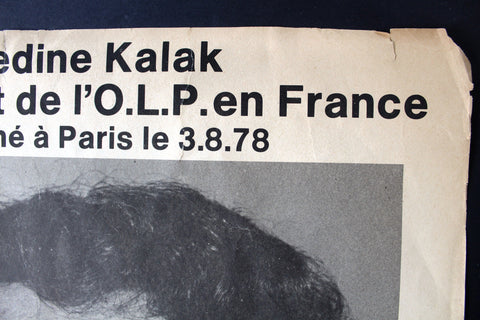 edine Kalak
t de l'O.L.P. en France
né à Paris le 3.8.78